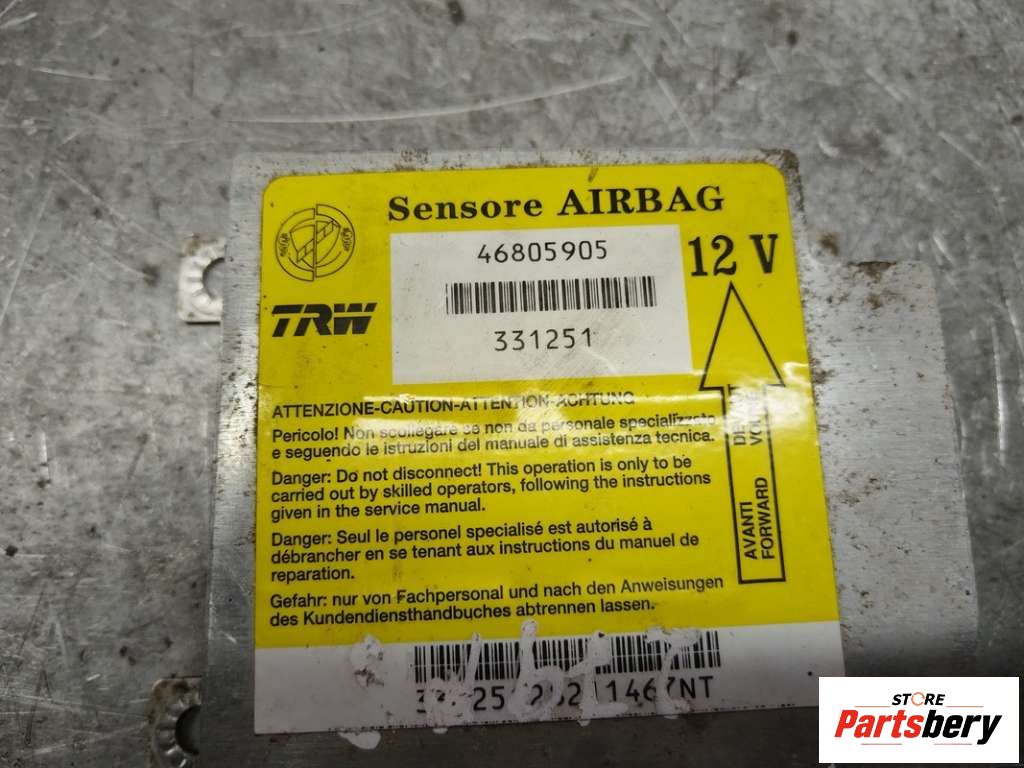 Sensore AIRBAG
46805905
12 V
TRW
331251
ATTENZIONE-CAUTION-ATTENTION-ACHTUNG
Pericolo! Non scollegare se non da personale specializzato
e seguendo le istruzioni del manuale di assistenza tecnica.
Danger: Do not disconnect! This operation is only to be
carried out by skilled operators, following the instructions
given in the service manual.
Danger: Seul le personel specialisé est autorisé à
débrancher en se tenant aux instructions du manuel de
reparation.
Gefahr: nur von Fachpersonal und nach den Anweisungen
des Kundendiensthandbuches abtrennen lassen.
AVANTI
FORWARD
STORE
Partsbery